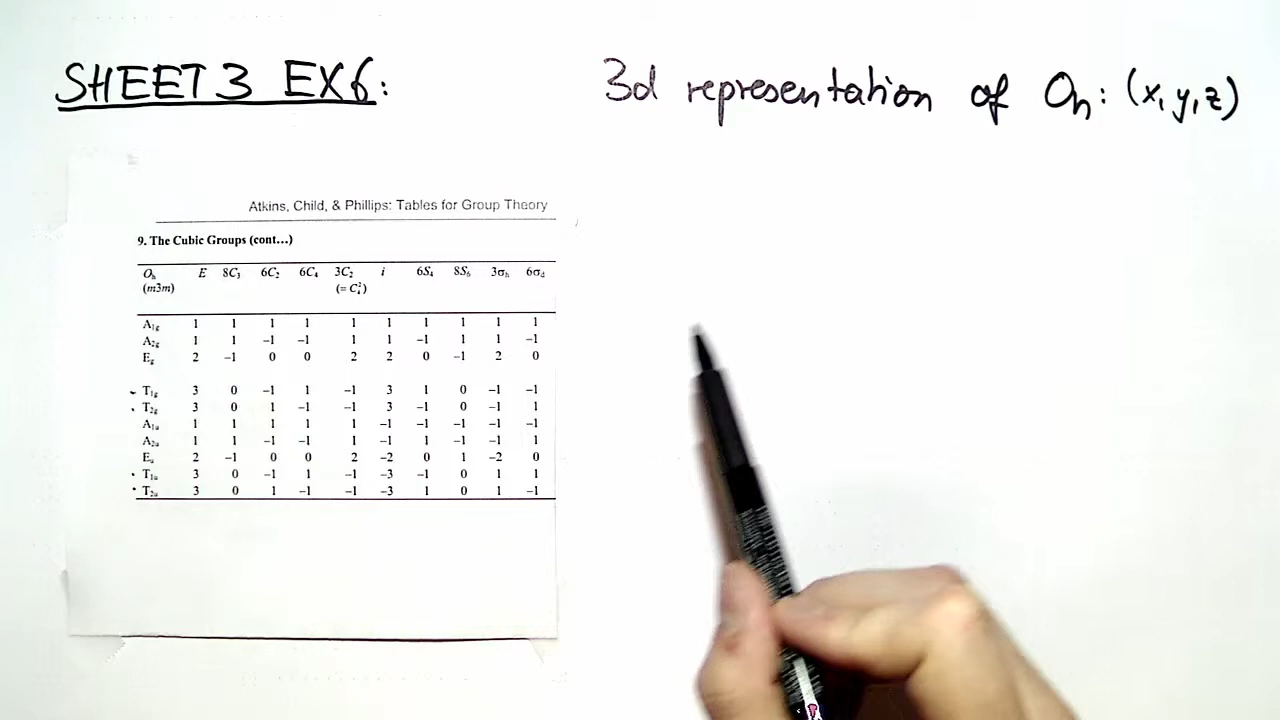 SHEET 3 EX6:
3d representation of Oh: (x, y, z)
Atkins, Child, & Phillips: Tables for Group Theory
9. The Cubic Groups (cont...)
Oh E 8C3 6C2 6C4 3C2 i 6S4 8S6 3σh 6σd
(m3m) (= C4²)
A1g 1 1 1 1 1 1 1 1 1 1
A2g 1 1 –1 –1 1 1 –1 1 1 –1
Eg 2 –1 0 0 2 2 0 –1 2 0
T1g 3 0 –1 1 –1 3 1 0 –1 –1
T2g 3 0 1 –1 –1 3 –1 0 –1 1
A1u 1 1 1 1 1 –1 –1 –1 –1 –1
A2u 1 1 –1 –1 1 –1 1 –1 –1 1
Eu 2 –1 0 0 2 –2 0 1 –2 0
T1u 3 0 –1 1 –1 –3 –1 0 1 1
T2u 3 0 1 –1 –1 –3 1 0 1 –1